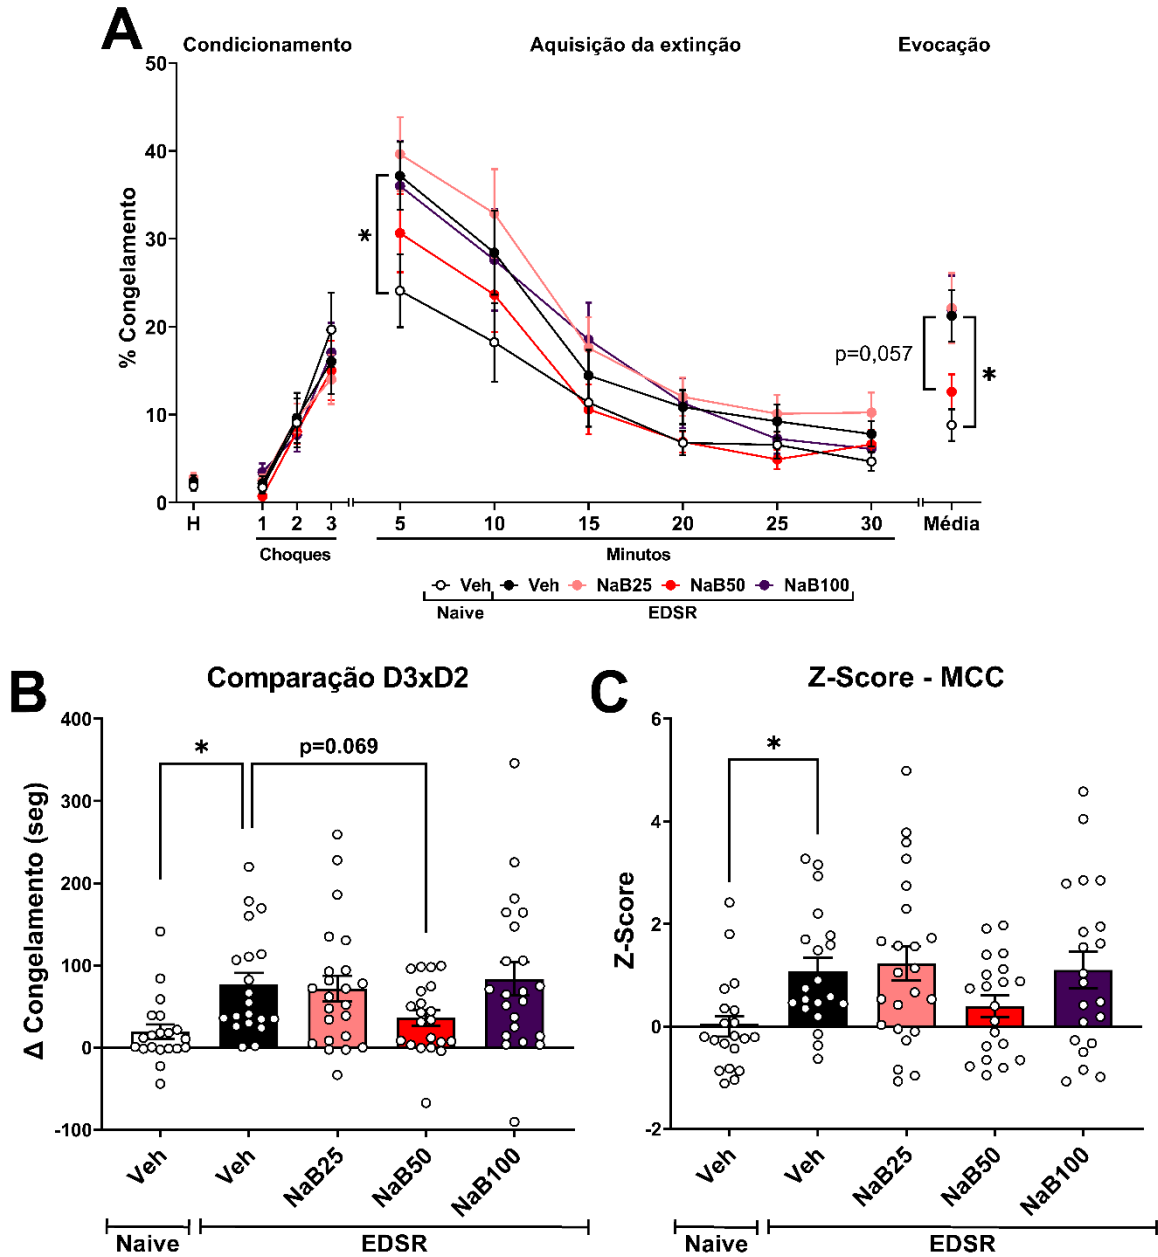 A
Condicionamento Aquisição da extinção Evocação
% Congelamento
50
40
30
20
10
0
*
p=0,057
*
H 1 2 3 5 10 15 20 25 30 Média
Choques Minutos
Veh Veh NaB25 NaB50 NaB100
Naive EDSR
B
Comparação D3xD2
Δ Congelamento (seg)
400
300
200
100
0
-100
* p=0.069
Veh Veh NaB25 NaB50 NaB100
Naive EDSR
C
Z-Score - MCC
Z-Score
6
4
2
0
-2
*
Veh Veh NaB25 NaB50 NaB100
Naive EDSR